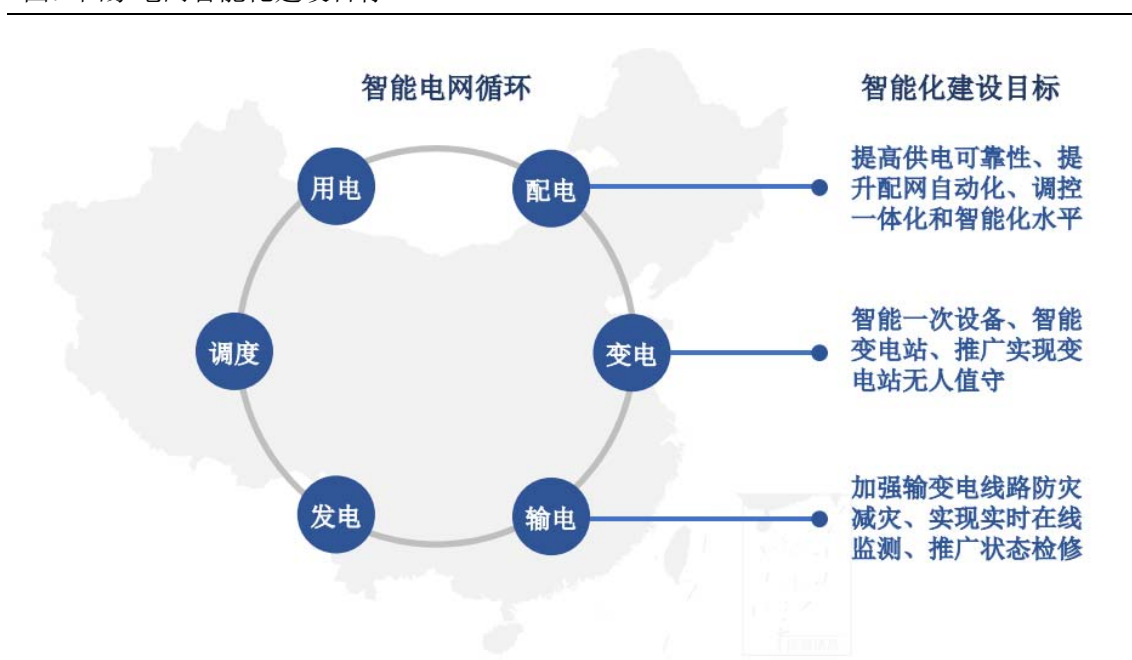 智能电网循环
智能化建设目标
用电
配电
提高供电可靠性、提
升配网自动化、调控
一体化和智能化水平
调度
变电
智能一次设备、智能
变电站、推广实现变
电站无人值守
发电
输电
加强输变电线路防灾
减灾、实现实时在线
监测、推广状态检修